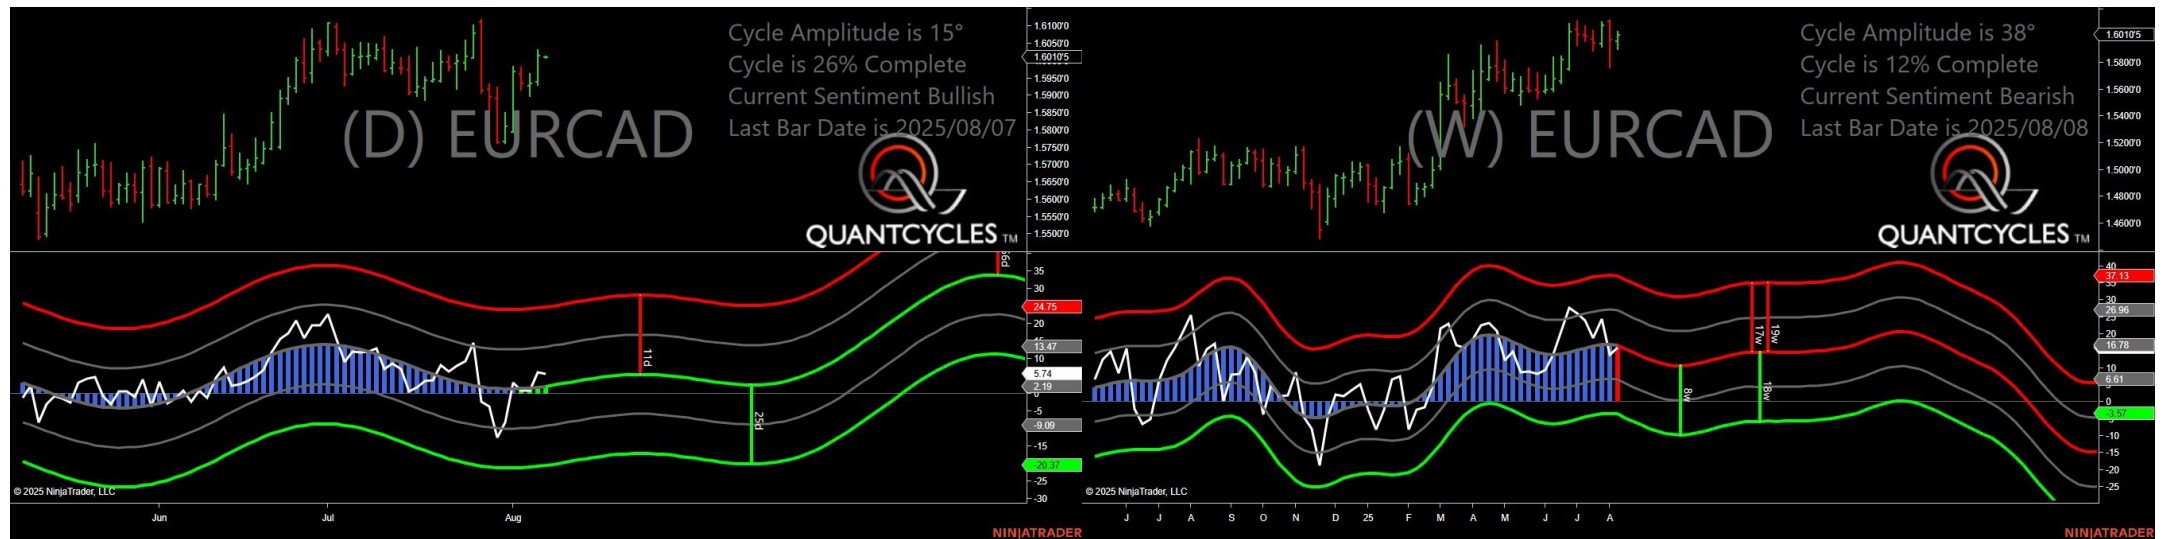 Cycle Amplitude is 15°
Cycle is 26% Complete
Current Sentiment Bullish
Last Bar Date is 2025/08/07
(D) EURCAD
QUANTCYCLES TM
1.6100'0
1.6050'0
1.6010'5
1.5950'0
1.5900'0
1.5850'0
1.5800'0
1.5750'0
1.5700'0
1.5650'0
1.5600'0
1.5550'0
1.5500'0
35
30
24.75
20
13.47
10
5.74
2.19
0
-5
-9.09
-15
-20.37
-25
-30
11d
25d
36d
© 2025 NinjaTrader, LLC
Jun Jul Aug
NINJATRADER
Cycle Amplitude is 38°
Cycle is 12% Complete
Current Sentiment Bearish
Last Bar Date is 2025/08/08
(W) EURCAD
QUANTCYCLES TM
1.6010'5
1.5800'0
1.5600'0
1.5400'0
1.5200'0
1.5000'0
1.4800'0
1.4600'0
40
37.13
35
30
26.96
25
20
16.78
10
6.61
0
-3.57
-10
-15
-20
-25
8w
17w
19w
18w
© 2025 NinjaTrader, LLC
J J A S O N D 25 F M A M J J A
NINJATRADER